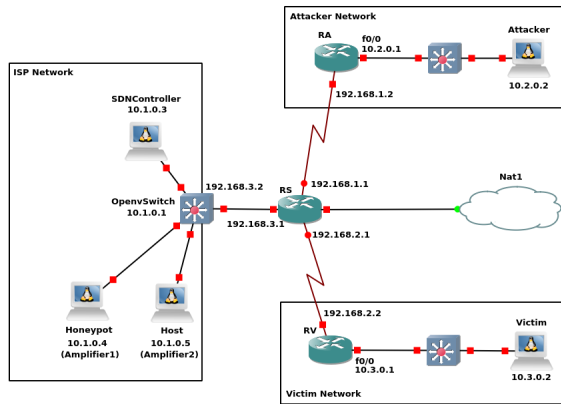 Attacker Network
RA
f0/0
10.2.0.1
Attacker
10.2.0.2
192.168.1.2
ISP Network
SDNController
10.1.0.3
OpenvSwitch
10.1.0.1
192.168.3.2
192.168.3.1
RS
192.168.1.1
192.168.2.1
Nat1
Honeypot
10.1.0.4
(Amplifier1)
Host
10.1.0.5
(Amplifier2)
192.168.2.2
RV
f0/0
10.3.0.1
Victim
10.3.0.2
Victim Network